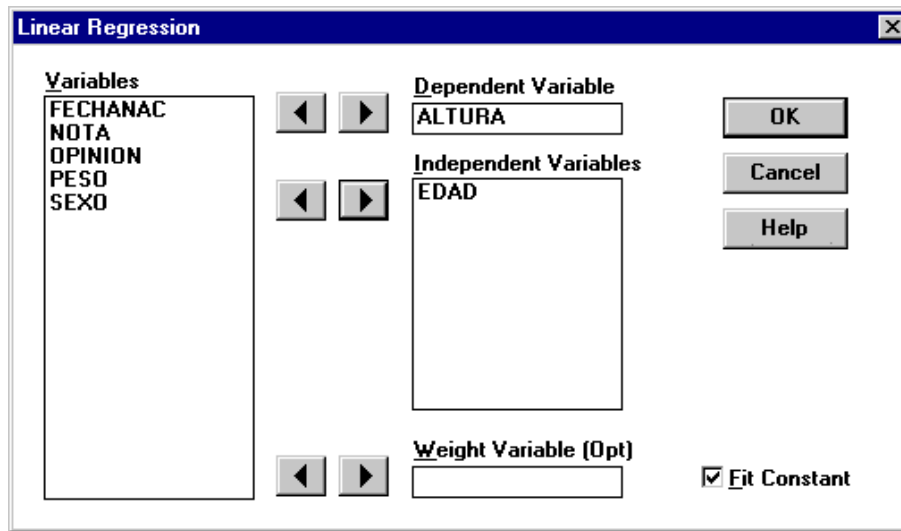 Linear Regression
Variables
FECHANAC
NOTA
OPINION
PESO
SEXO
Dependent Variable
ALTURA
Independent Variables
EDAD
Weight Variable (Opt)
OK
Cancel
Help
Fit Constant